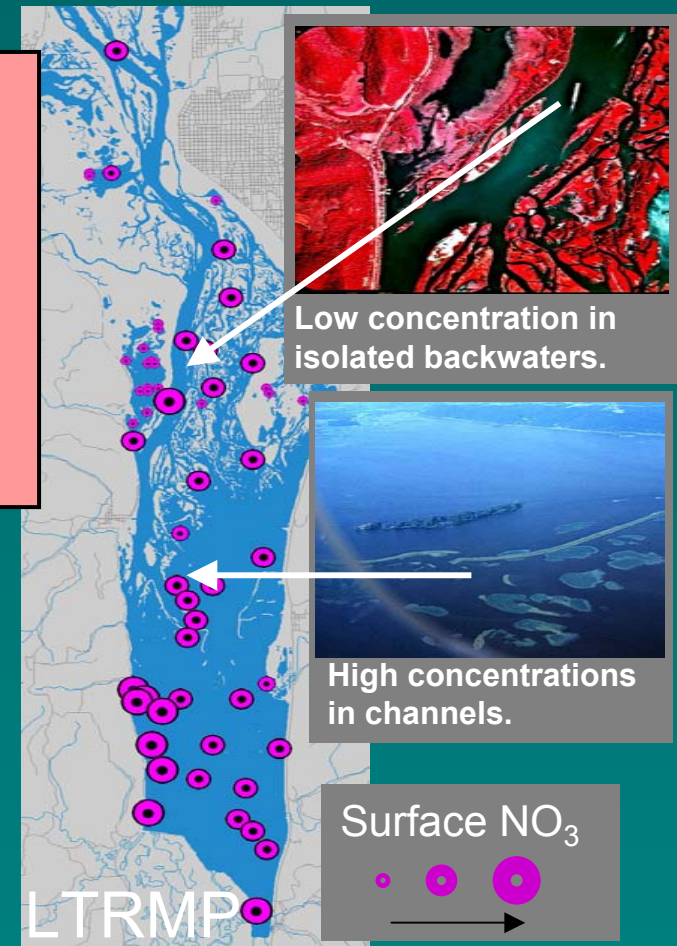 Low concentration in
isolated backwaters.
High concentrations
in channels.
Surface NO₃
LTRMP